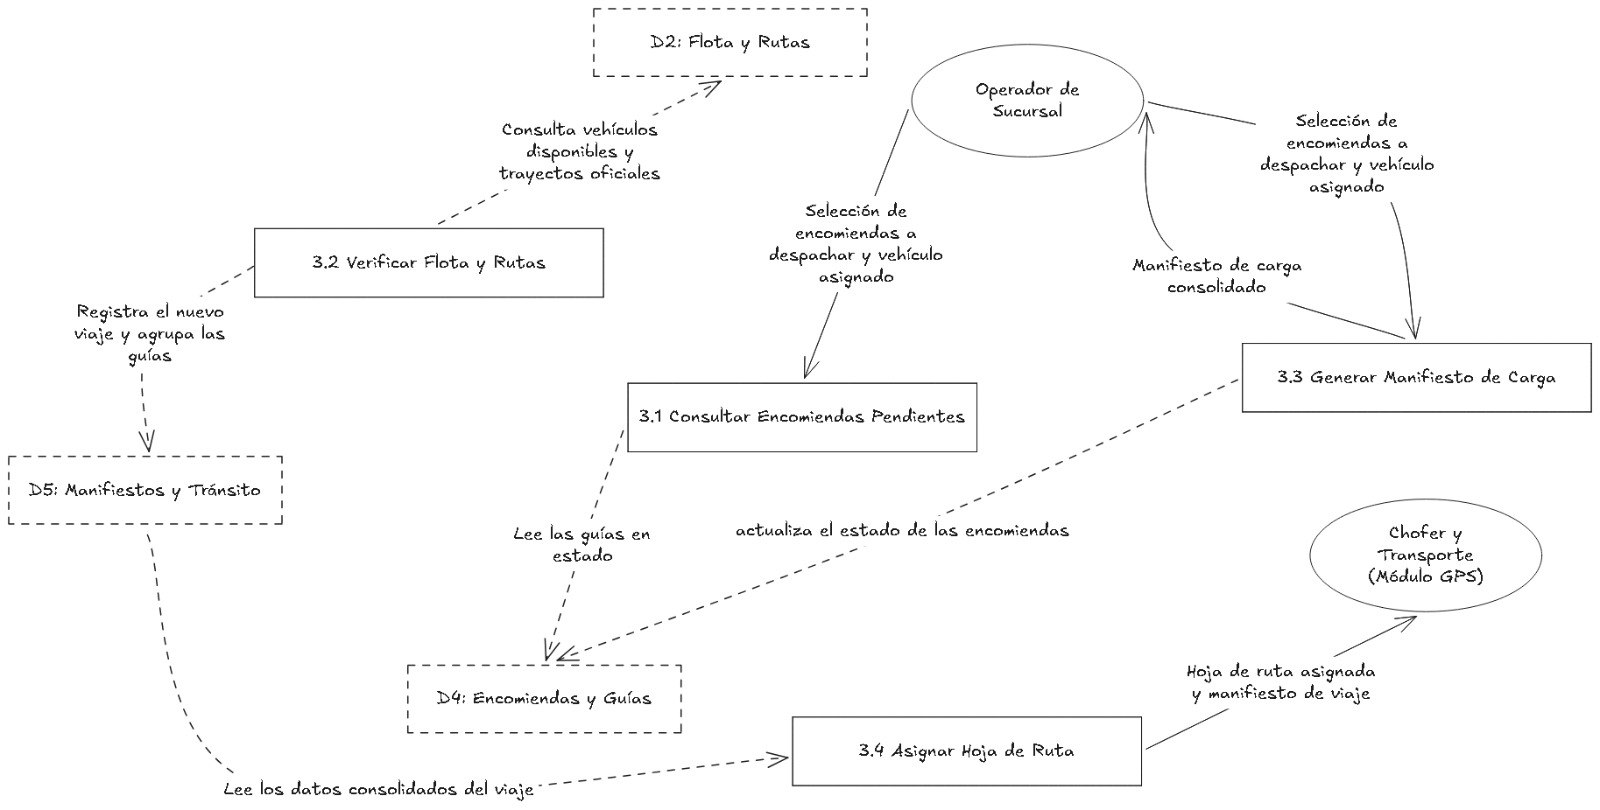 D2: Flota y Rutas
Operador de
Sucursal
Consulta vehículos
disponibles y
trayectos oficiales
Selección de
encomiendas a
despachar y vehículo
asignado
Selección de
encomiendas a
despachar y vehículo
asignado
3.2 Verificar Flota y Rutas
Manifiesto de carga
consolidado
Registra el nuevo
viaje y agrupa las
guías
3.3 Generar Manifiesto de Carga
3.1 Consultar Encomiendas Pendientes
D5: Manifiestos y Tránsito
Lee las guías en
estado
actualiza el estado de las encomiendas
Chofer y
Transporte
(Módulo GPS)
D4: Encomiendas y Guías
Hoja de ruta asignada
y manifiesto de viaje
3.4 Asignar Hoja de Ruta
Lee los datos consolidados del viaje